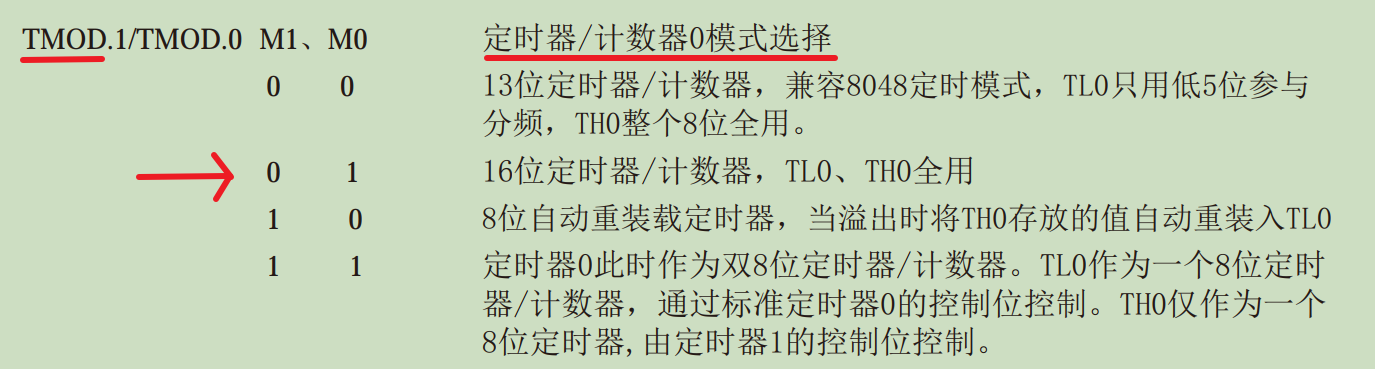 TMOD.1/TMOD.0 M1、M0 定时器/计数器0模式选择
0 0 13位定时器/计数器，兼容8048定时模式，TL0只用低5位参与
分频，TH0整个8位全用。
0 1 16位定时器/计数器，TL0、TH0全用
1 0 8位自动重装载定时器，当溢出时将TH0存放的值自动重装入TL0
1 1 定时器0此时作为双8位定时器/计数器。TL0作为一个8位定时
器/计数器，通过标准定时器0的控制位控制。TH0仅作为一个
8位定时器,由定时器1的控制位控制。